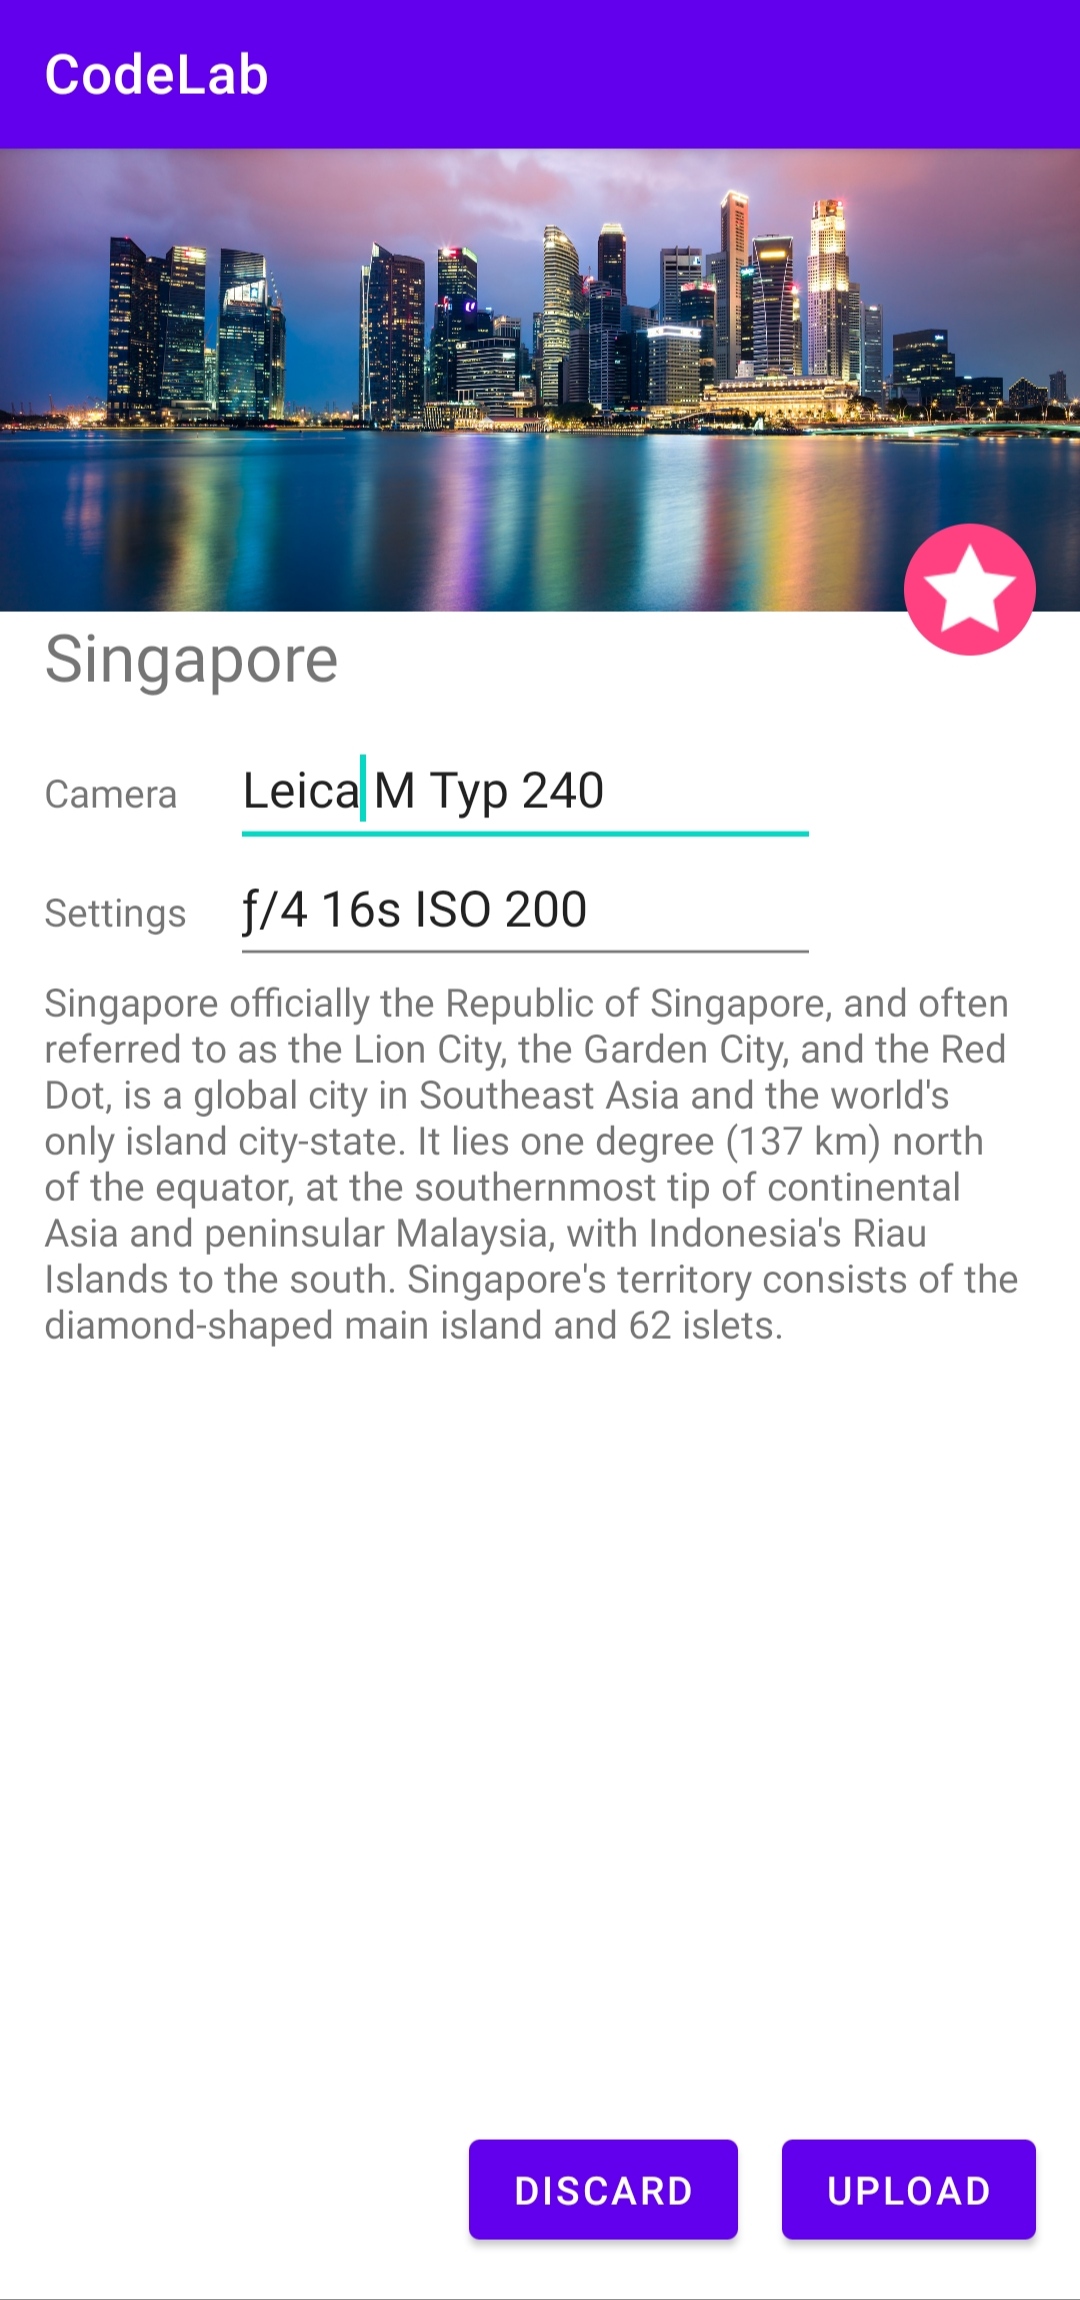 CodeLab
Singapore
Camera Leica M Typ 240
Settings ƒ/4 16s ISO 200
Singapore officially the Republic of Singapore, and often
referred to as the Lion City, the Garden City, and the Red
Dot, is a global city in Southeast Asia and the world's
only island city-state. It lies one degree (137 km) north
of the equator, at the southernmost tip of continental
Asia and peninsular Malaysia, with Indonesia's Riau
Islands to the south. Singapore's territory consists of the
diamond-shaped main island and 62 islets.
DISCARD UPLOAD